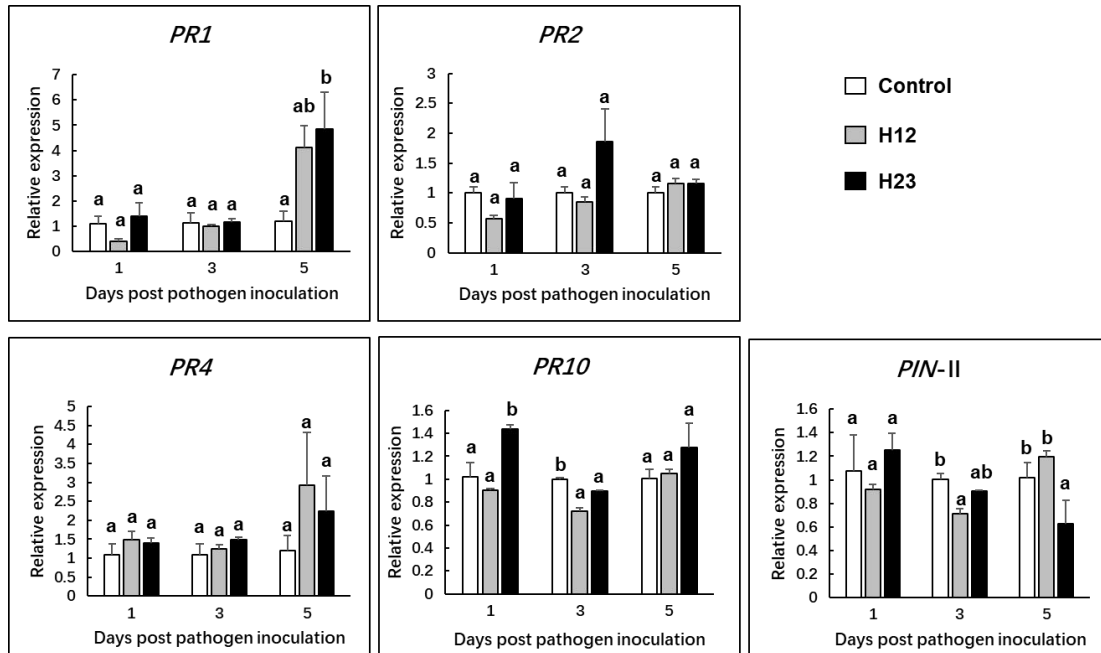 PR1
Relative expression
7
6
5
4
3
2
1
0
a
a
a
a
a
a
a
ab
b
1
3
5
Days post pothogen inoculation
PR2
Relative expression
3
2.5
2
1.5
1
0.5
0
a
a
a
a
a
a
a
a
a
1
3
5
Days post pathogen inoculation
Control
H12
H23
PR4
Relative expression
5
4.5
4
3.5
3
2.5
2
1.5
1
0.5
0
a
a
a
a
a
a
a
a
a
1
3
5
Days post pathogen inoculation
PR10
Relative expression
1.6
1.4
1.2
1
0.8
0.6
0.4
0.2
0
a
a
b
b
a
a
a
a
a
1
3
5
Days post pathogen inoculation
PIN-II
Relative expression
1.6
1.4
1.2
1
0.8
0.6
0.4
0.2
0
a
a
a
b
a
ab
b
b
a
1
3
5
Days post pathogen inoculation